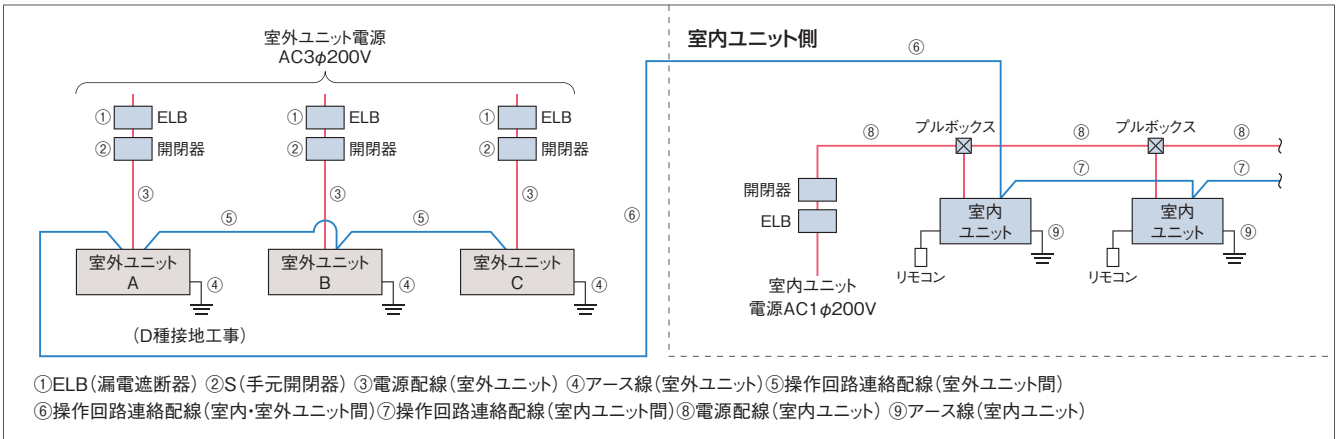 室外ユニット電源
AC3φ200V
① ELB ① ELB ① ELB
② 開閉器 ② 開閉器 ② 開閉器
③ ③ ③
⑤ ⑤
室外ユニット A
室外ユニット B
室外ユニット C
④ ④ ④
(D種接地工事)
⑥
室内ユニット側
⑥
⑧ プルボックス ⑧ プルボックス ⑧
⑦ ⑦
開閉器
ELB
室内ユニット
電源AC1φ200V
室内
ユニット
⑨
リモコン
室内
ユニット
⑨
リモコン
①ELB(漏電遮断器) ②S(手元開閉器) ③電源配線(室外ユニット) ④アース線(室外ユニット)⑤操作回路連絡配線(室外ユニット間)
⑥操作回路連絡配線(室内・室外ユニット間)⑦操作回路連絡配線(室内ユニット間)⑧電源配線(室内ユニット) ⑨アース線(室内ユニット)